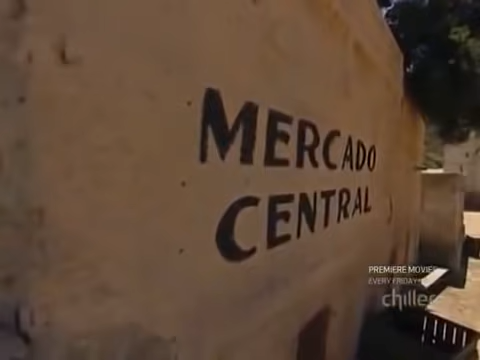 MERCADO
CENTRAL
PREMIERE MOVIES
EVERY FRIDAY
chiller